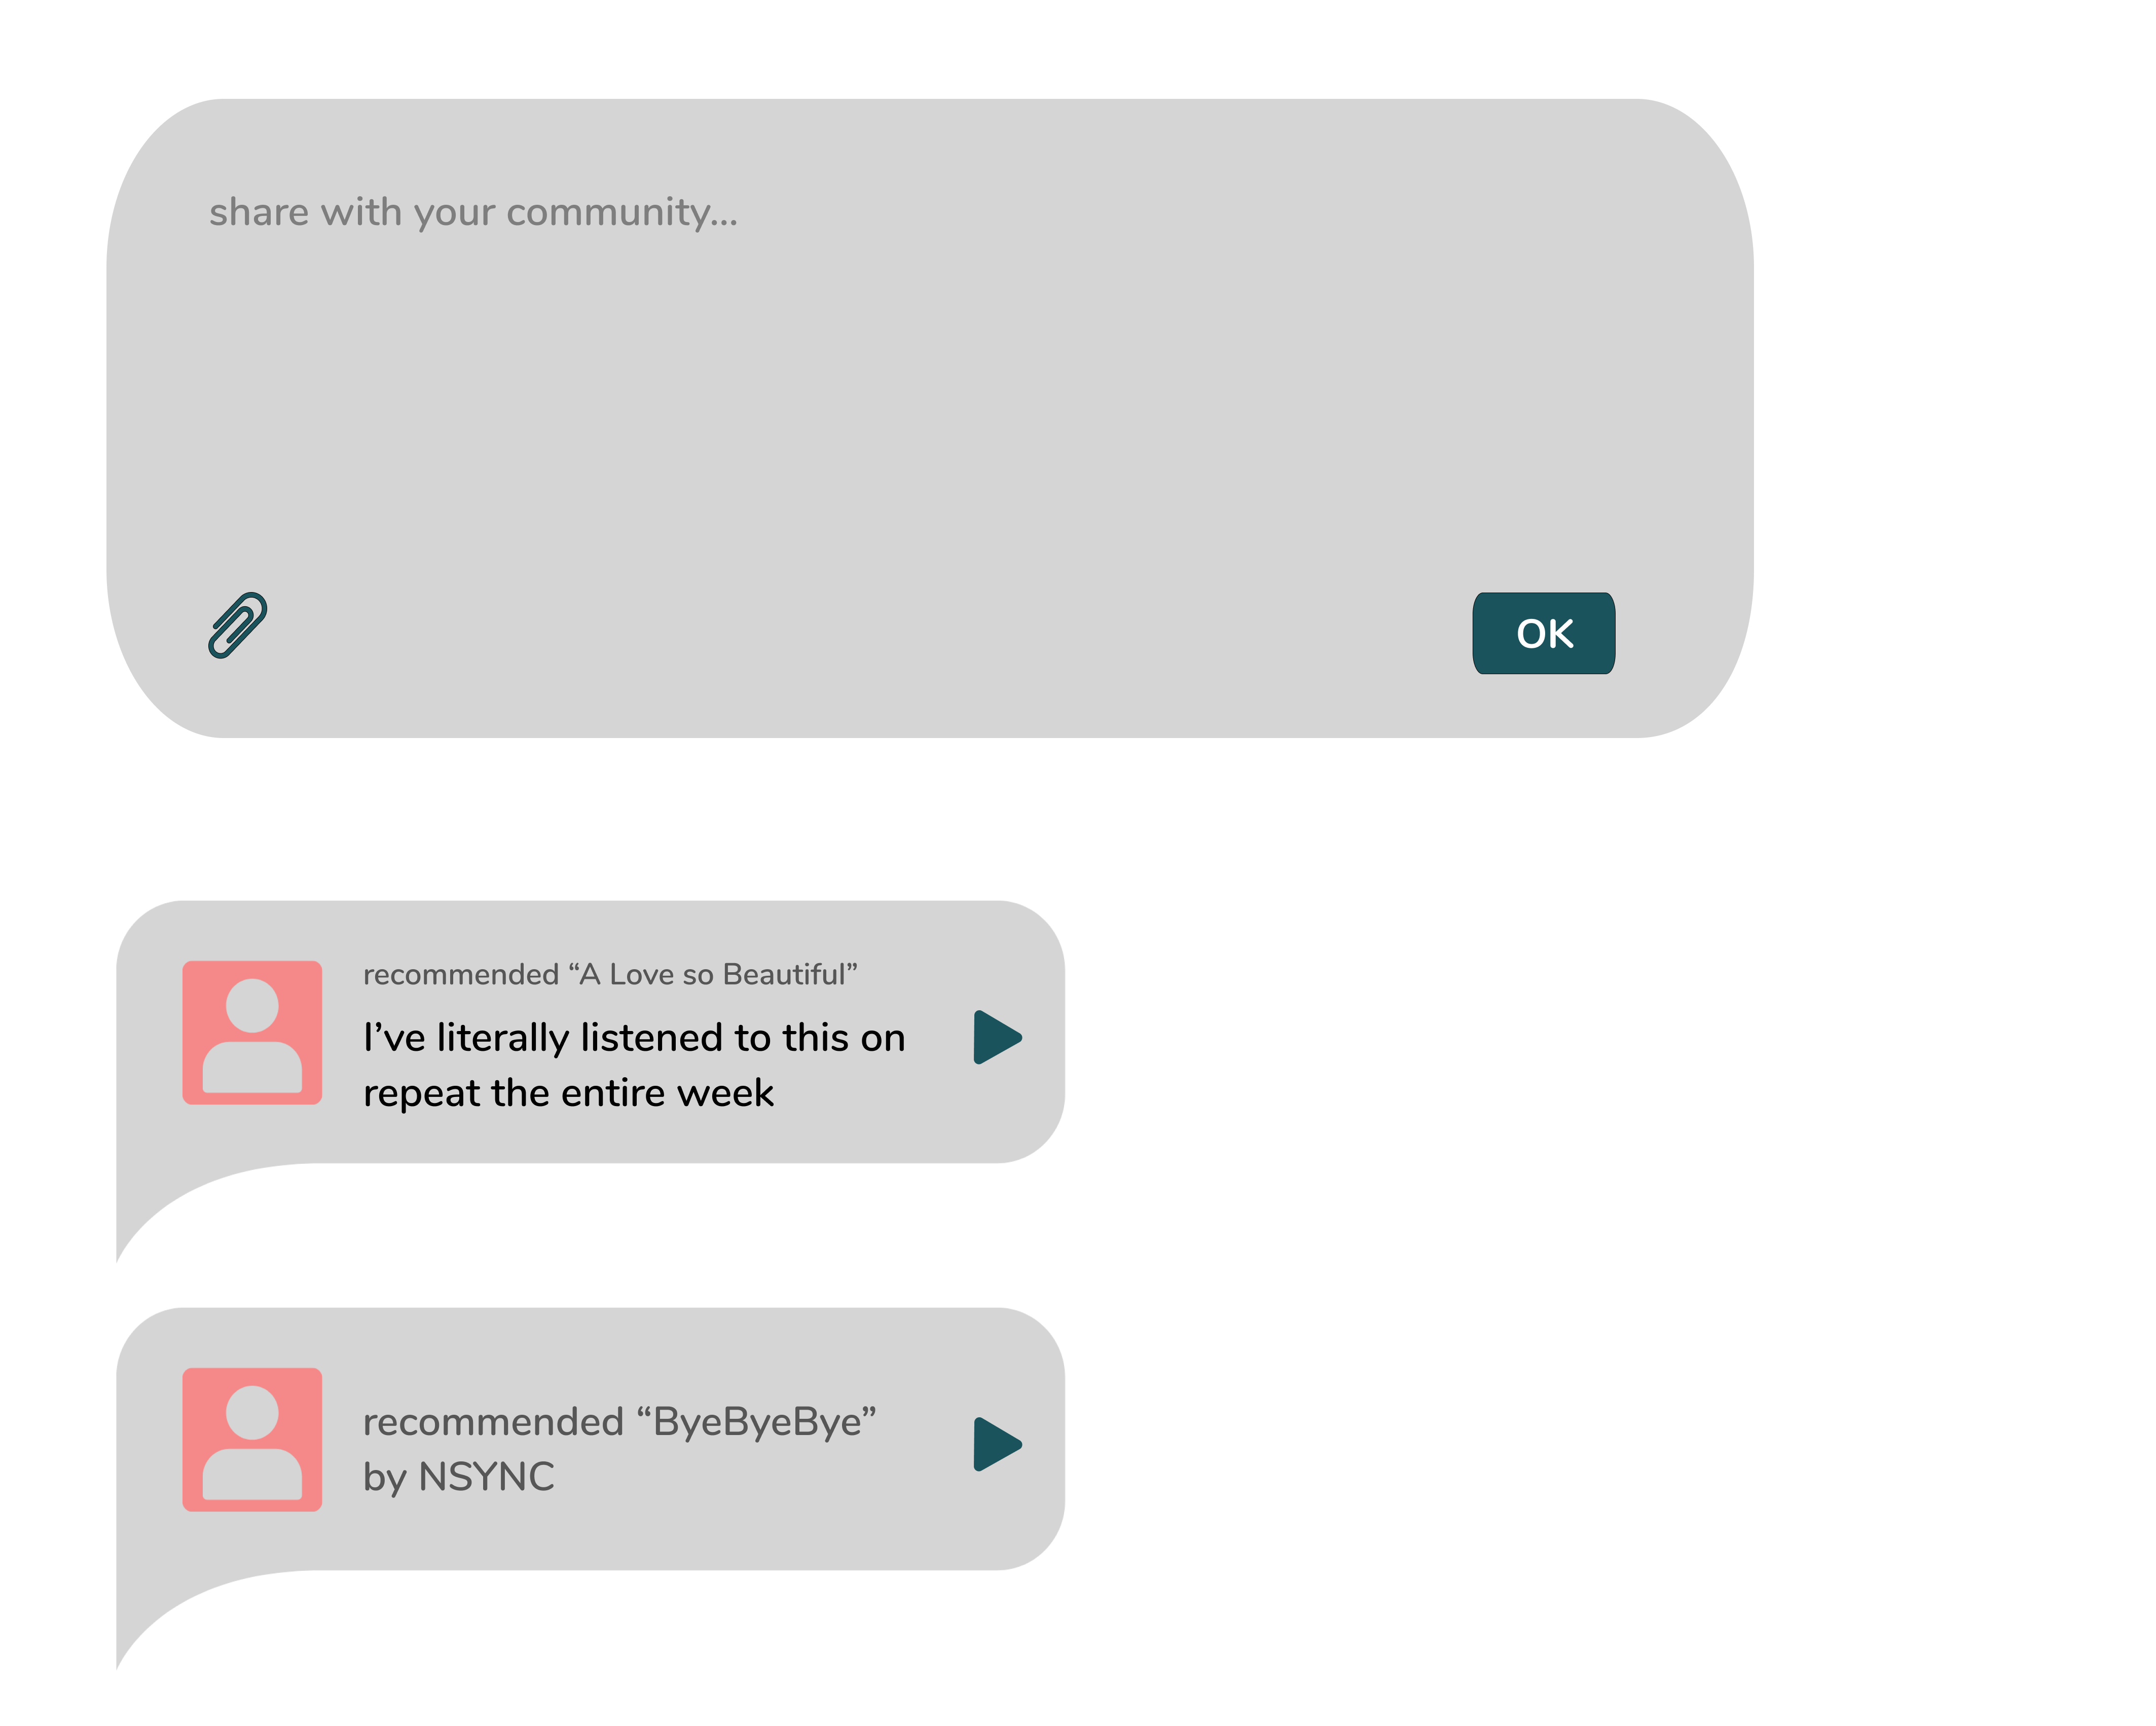 share with your community...
OK
recommended “A Love so Beautiful”
I’ve literally listened to this on
repeat the entire week
recommended “ByeByeBye”
by NSYNC